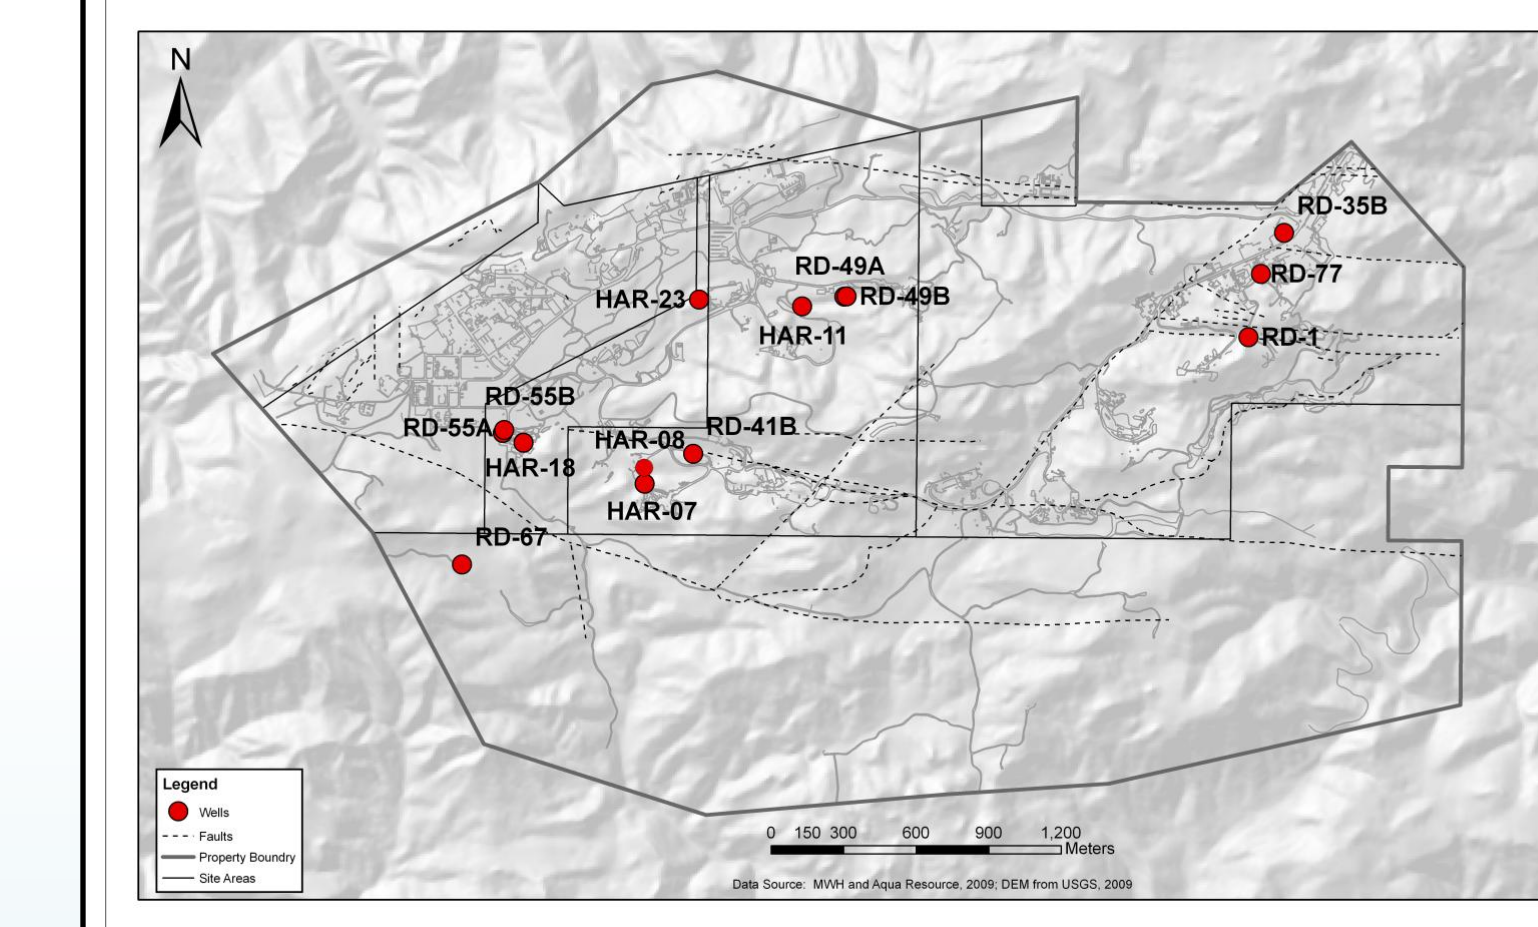 N
RD-35B
RD-49A
RD-77
HAR-23
RD-49B
HAR-11
RD-1
RD-55B
RD-55A
RD-41B
HAR-08
HAR-18
HAR-07
RD-67
Legend
Wells
Faults
Property Boundry
Site Areas
0 150 300 600 900 1,200
Meters
Data Source: MWH and Aqua Resource, 2009; DEM from USGS, 2009